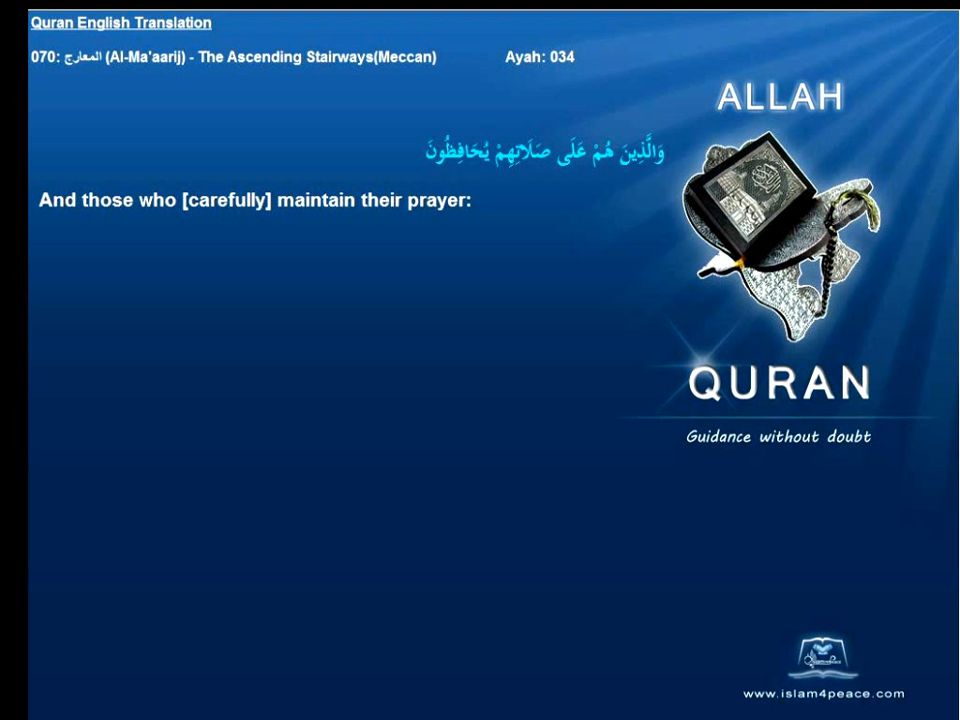 Quran English Translation
070: المعارج (Al-Ma'aarij) - The Ascending Stairways(Meccan) Ayah: 034
ALLAH
وَالَّذِينَ هُمْ عَلَى صَلَاتِهِمْ يُحَافِظُونَ
And those who [carefully] maintain their prayer:
QURAN
Guidance without doubt
www.islam4peace.com